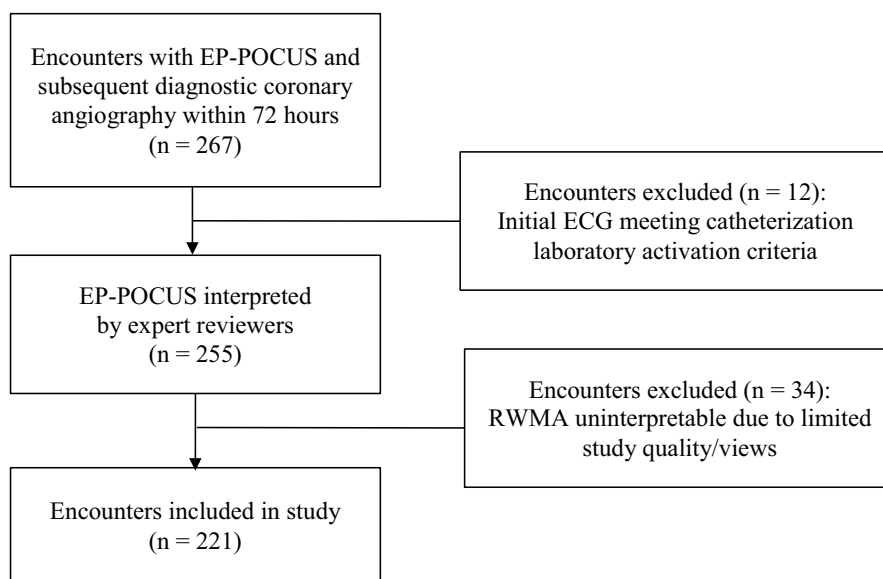 Encounters with EP-POCUS and
subsequent diagnostic coronary
angiography within 72 hours
(n = 267)
Encounters excluded (n = 12):
Initial ECG meeting catheterization
laboratory activation criteria
EP-POCUS interpreted
by expert reviewers
(n = 255)
Encounters excluded (n = 34):
RWMA uninterpretable due to limited
study quality/views
Encounters included in study
(n = 221)